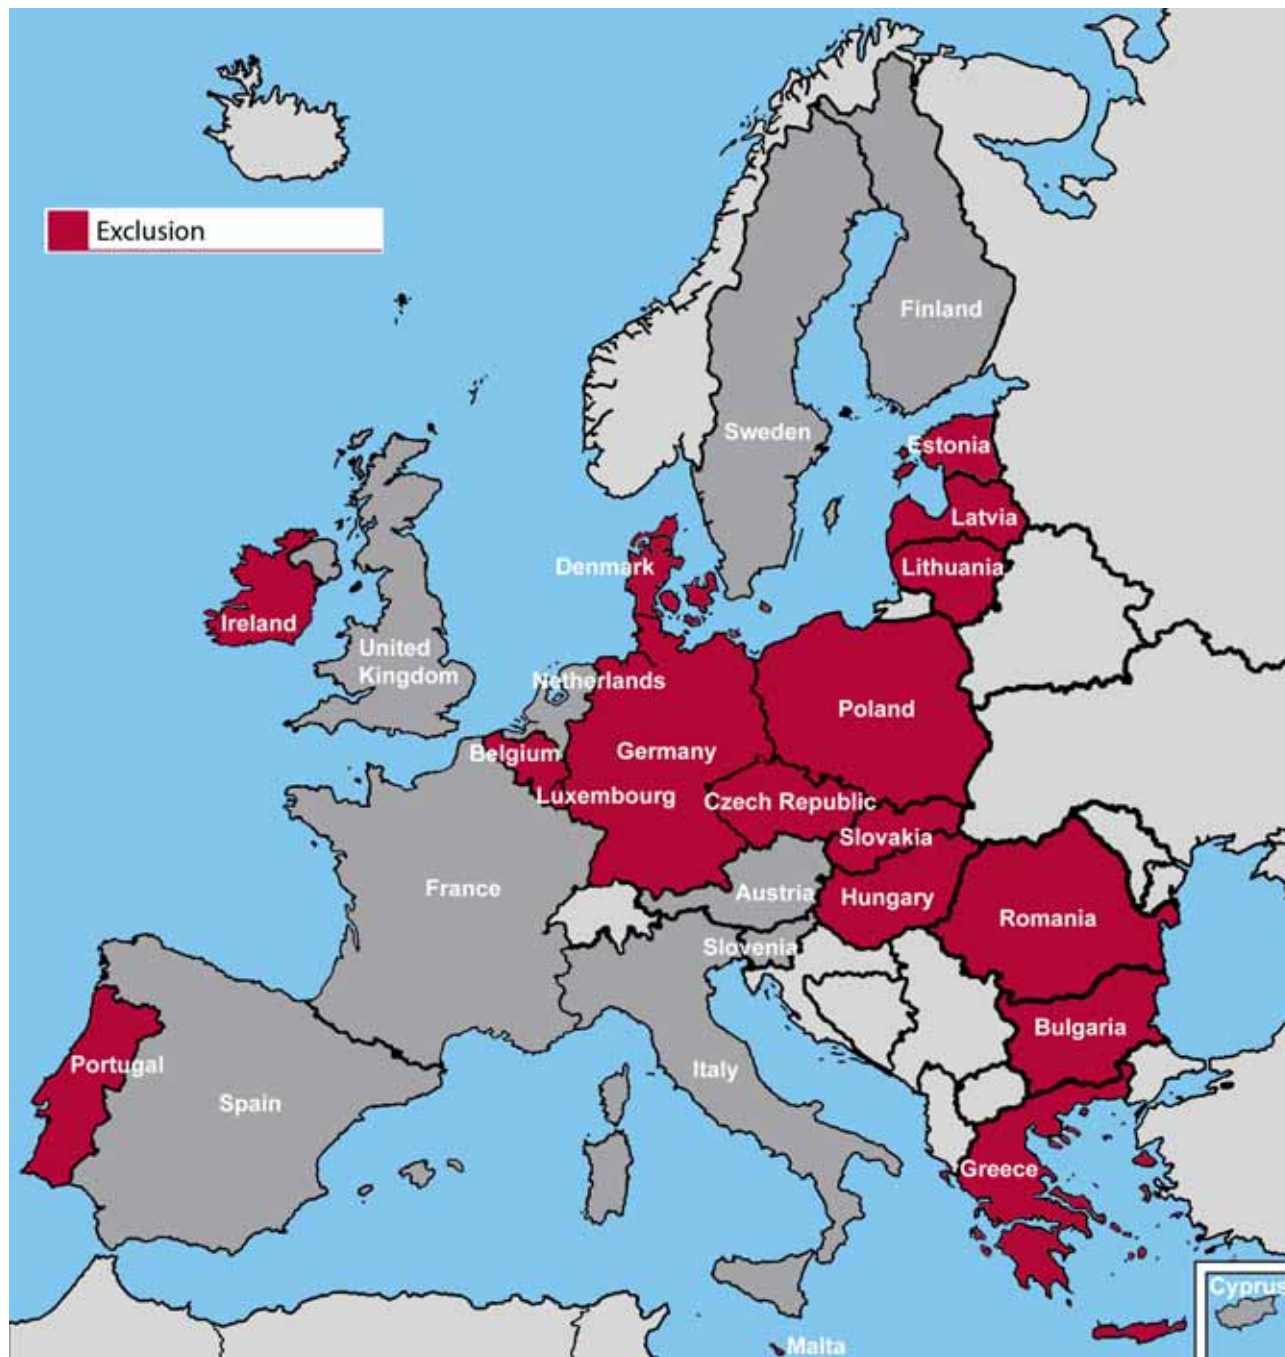 Exclusion
Finland
Sweden
Estonia
Latvia
Lithuania
Denmark
Ireland
United
Kingdom
Netherlands
Poland
Belgium
Germany
Luxembourg
Czech Republic
Slovakia
France
Austria
Hungary
Romania
Slovenia
Bulgaria
Portugal
Italy
Spain
Greece
Cyprus
Malta